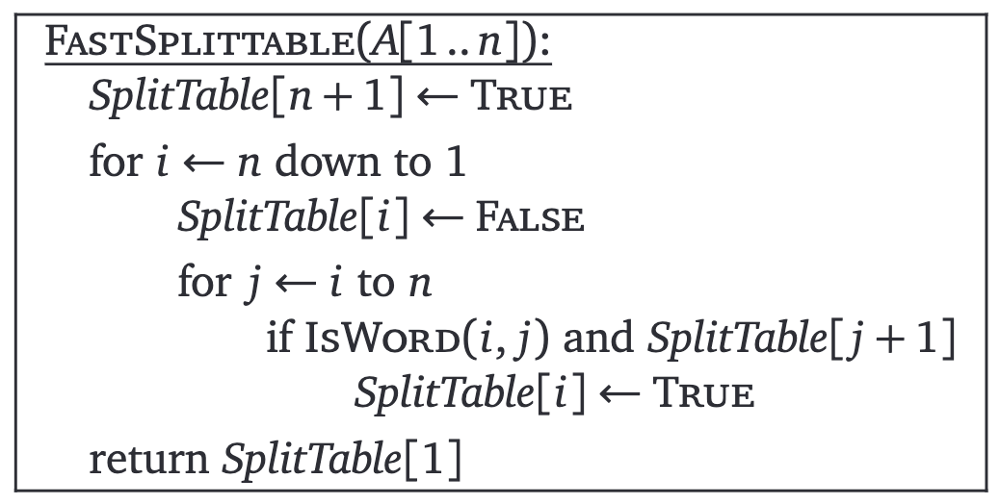 FASTSPLITTABLE(A[1 .. n]):
SplitTable[n + 1] ← TRUE
for i ← n down to 1
SplitTable[i] ← FALSE
for j ← i to n
if ISWORD(i, j) and SplitTable[j + 1]
SplitTable[i] ← TRUE
return SplitTable[1]